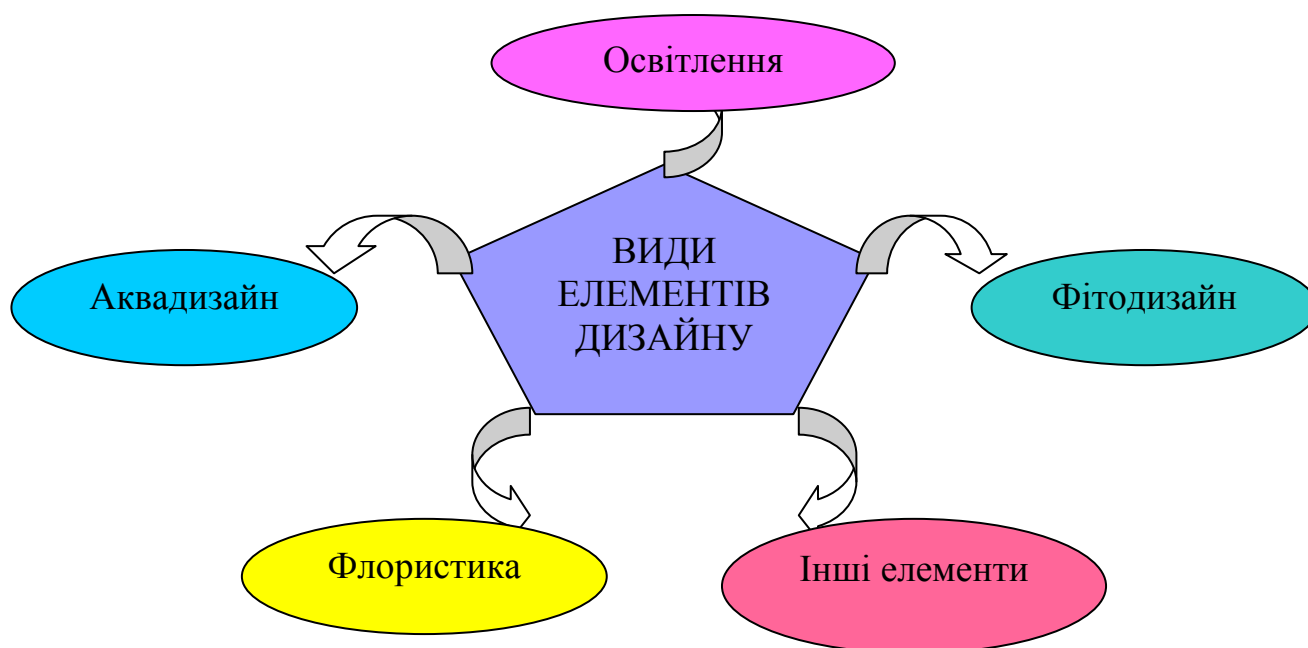 Освітлення
ВИДИ
ЕЛЕМЕНТІВ
ДИЗАЙНУ
Аквадизайн
Фітодизайн
Флористика
Інші елементи